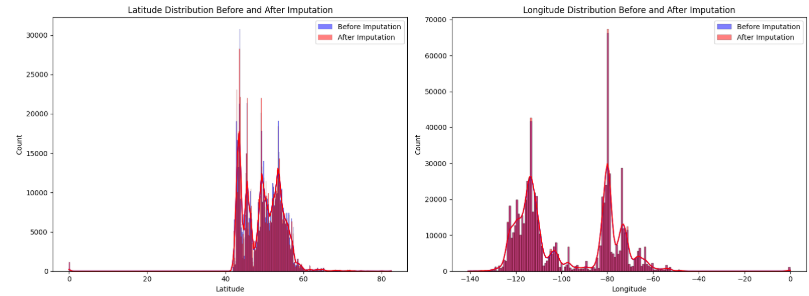 Latitude Distribution Before and After Imputation
Before Imputation
After Imputation
30000
25000
20000
15000
10000
5000
0
Count
0 20 40 60 80
Latitude
Longitude Distribution Before and After Imputation
Before Imputation
After Imputation
70000
60000
50000
40000
30000
20000
10000
0
Count
−140 −120 −100 −80 −60 −40 −20 0
Longitude